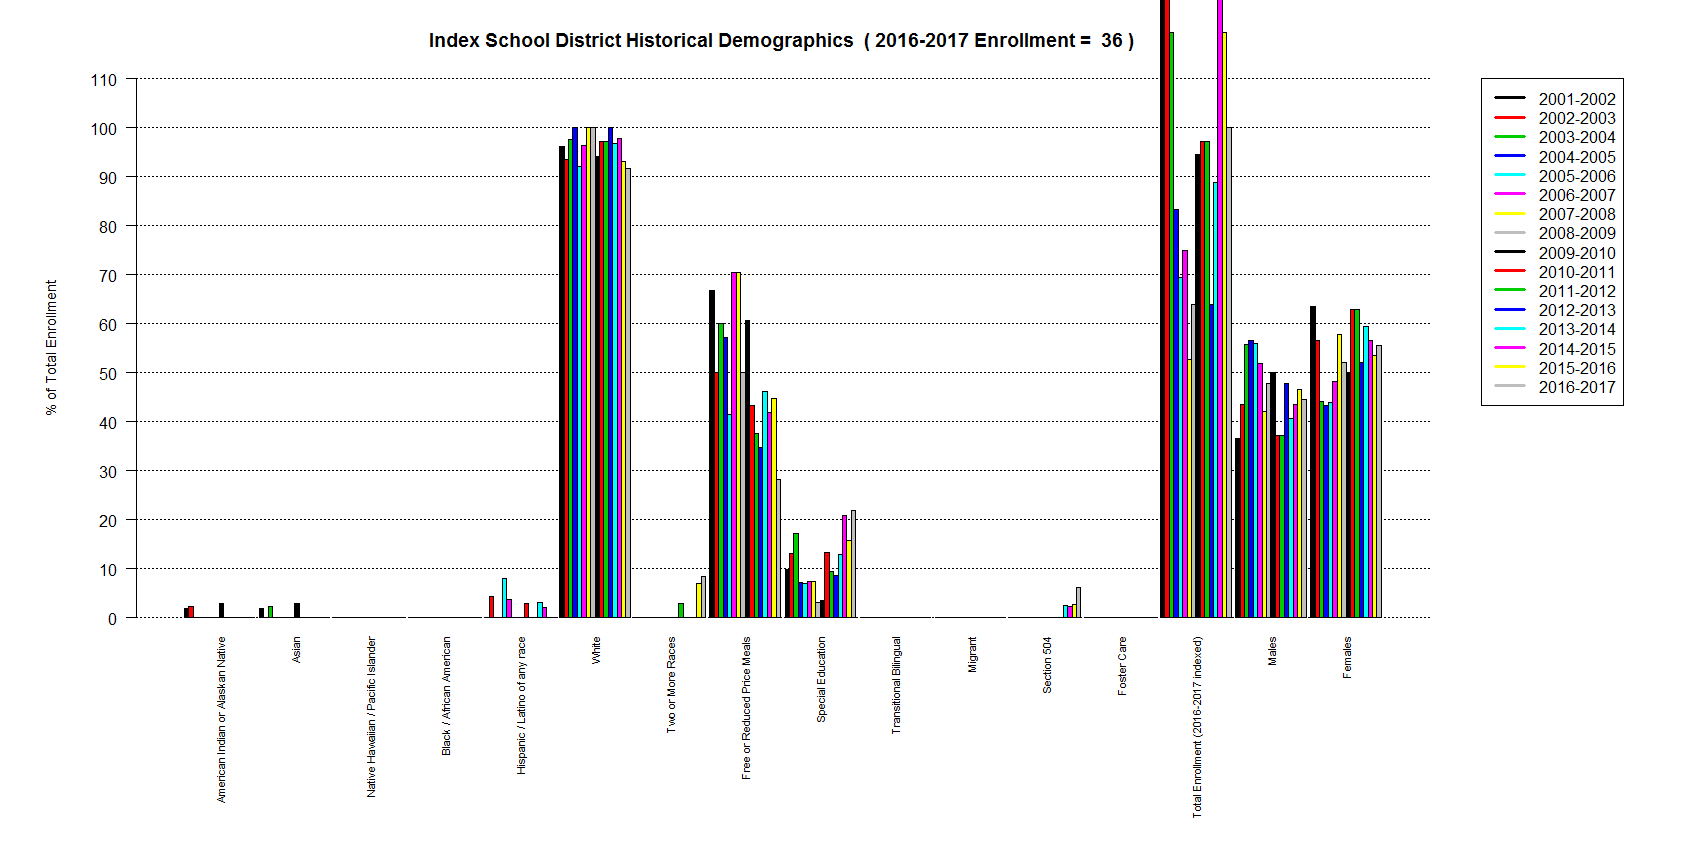 Index School District Historical Demographics ( 2016-2017 Enrollment = 36 )
% of Total Enrollment
110
100
90
80
70
60
50
40
30
20
10
0
American Indian or Alaskan Native
Asian
Native Hawaiian / Pacific Islander
Black / African American
Hispanic / Latino of any race
White
Two or More Races
Free or Reduced Price Meals
Special Education
Transitional Bilingual
Migrant
Section 504
Foster Care
Total Enrollment (2016-2017 indexed)
Males
Females
2001-2002
2002-2003
2003-2004
2004-2005
2005-2006
2006-2007
2007-2008
2008-2009
2009-2010
2010-2011
2011-2012
2012-2013
2013-2014
2014-2015
2015-2016
2016-2017